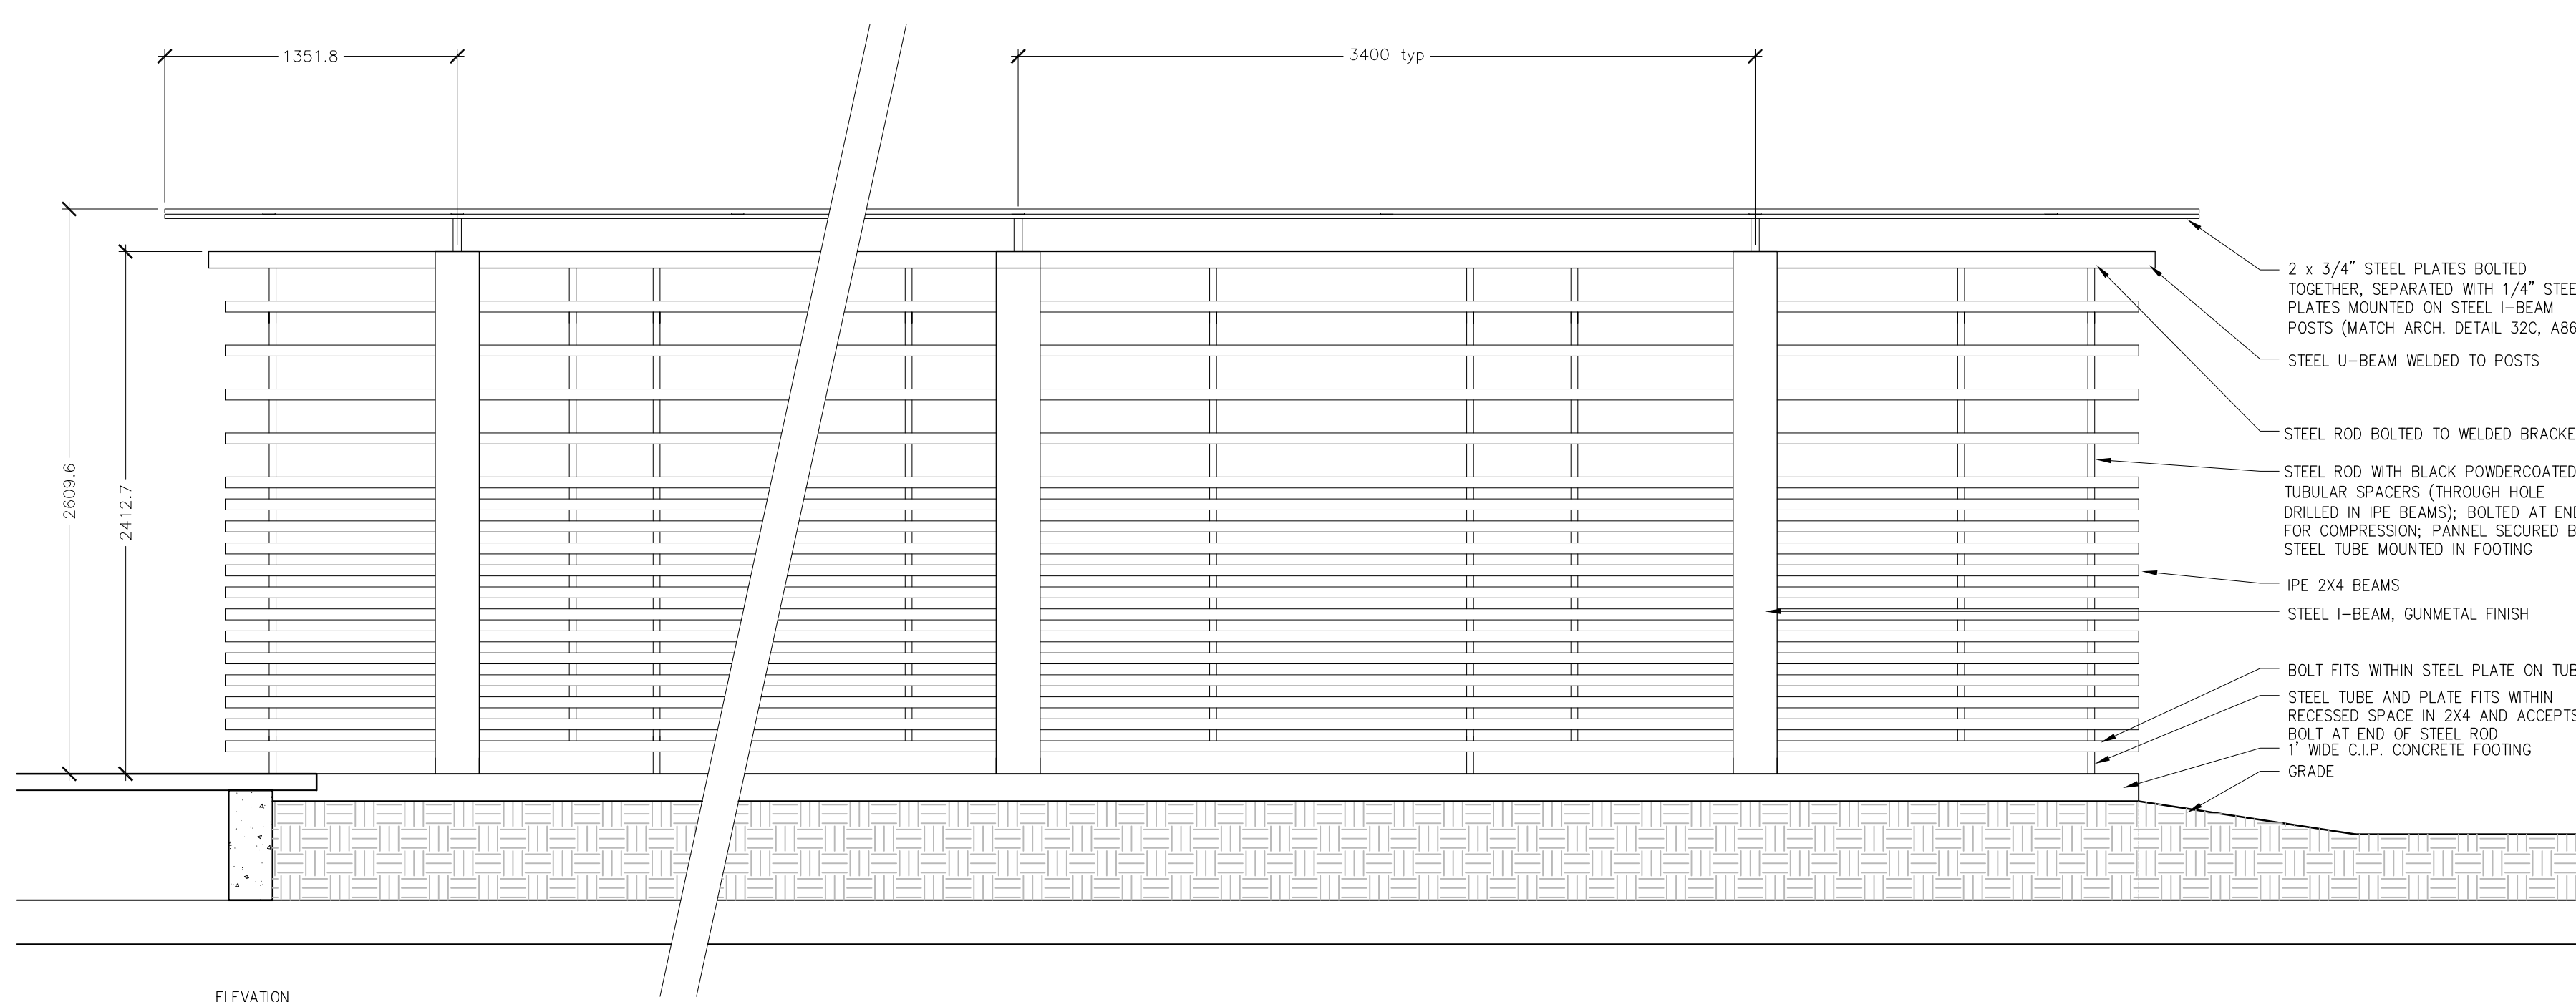 1351.8
3400 typ
2609.6
2412.7
2 x 3/4" STEEL PLATES BOLTED
TOGETHER, SEPARATED WITH 1/4" STEE
PLATES MOUNTED ON STEEL I-BEAM
POSTS (MATCH ARCH. DETAIL 32C, A86
STEEL U-BEAM WELDED TO POSTS
STEEL ROD BOLTED TO WELDED BRACKE
STEEL ROD WITH BLACK POWDERCOATED
TUBULAR SPACERS (THROUGH HOLE
DRILLED IN IPE BEAMS); BOLTED AT END
FOR COMPRESSION; PANNEL SECURED B
STEEL TUBE MOUNTED IN FOOTING
IPE 2X4 BEAMS
STEEL I-BEAM, GUNMETAL FINISH
BOLT FITS WITHIN STEEL PLATE ON TUB
STEEL TUBE AND PLATE FITS WITHIN
RECESSED SPACE IN 2X4 AND ACCEPTS
BOLT AT END OF STEEL ROD
1' WIDE C.I.P. CONCRETE FOOTING
GRADE
ELEVATION